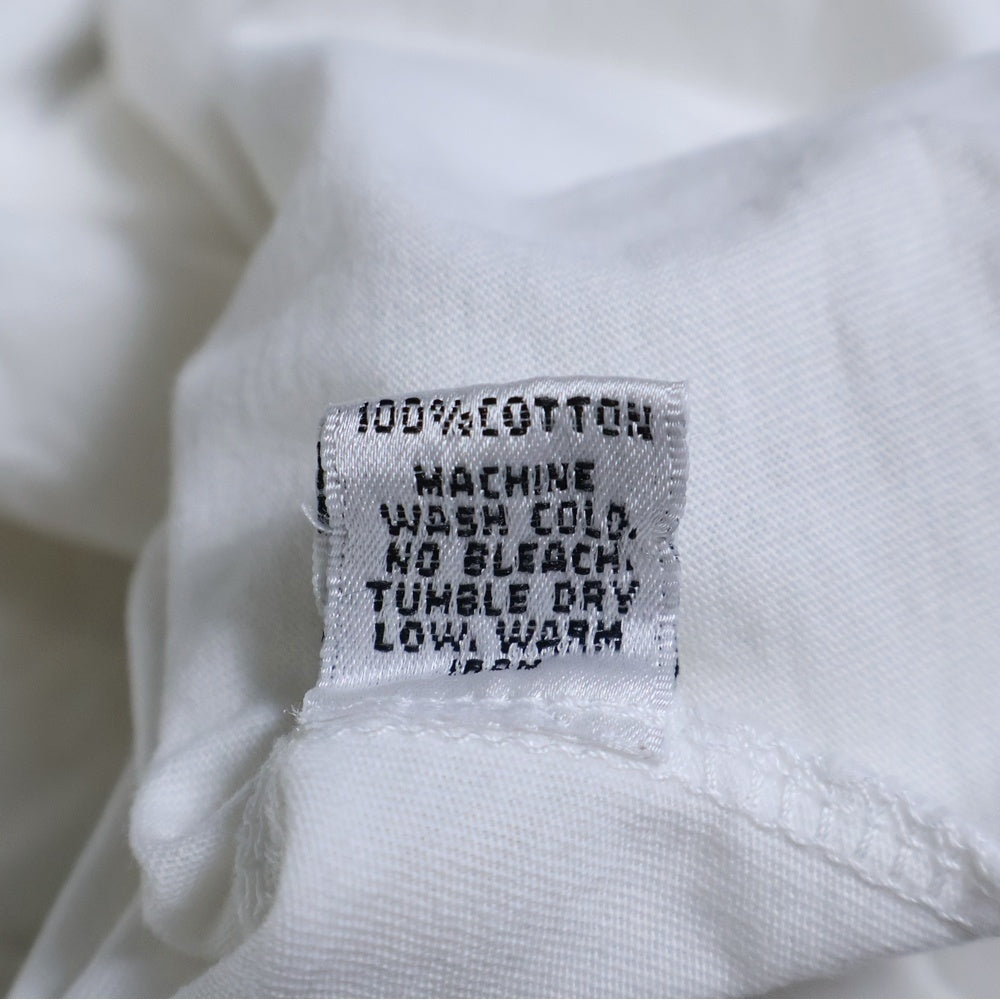 100% COTTON
MACHINE
WASH COLD.
NO BLEACH.
TUMBLE DRY
LOW. WARM